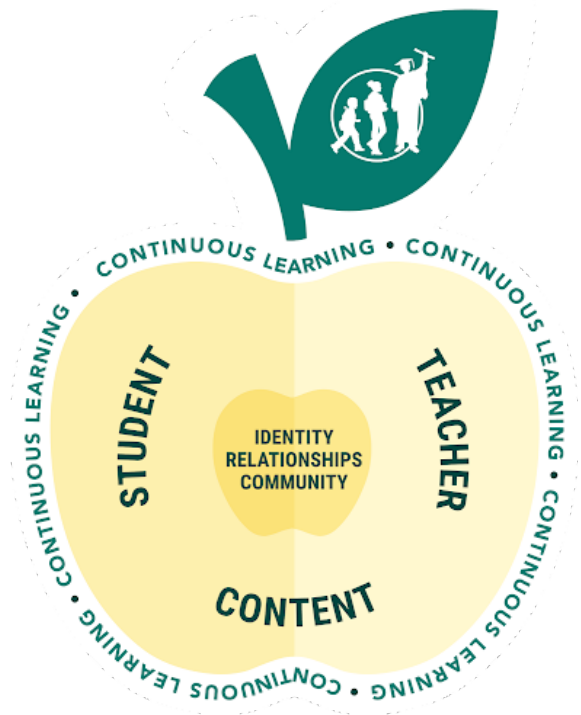 CONTINUOUS LEARNING • CONTINUOUS LEARNING • CONTINUOUS LEARNING • CONTINUOUS LEARNING • CONTINUOUS LEARNING •
STUDENT
TEACHER
IDENTITY
RELATIONSHIPS
COMMUNITY
CONTENT